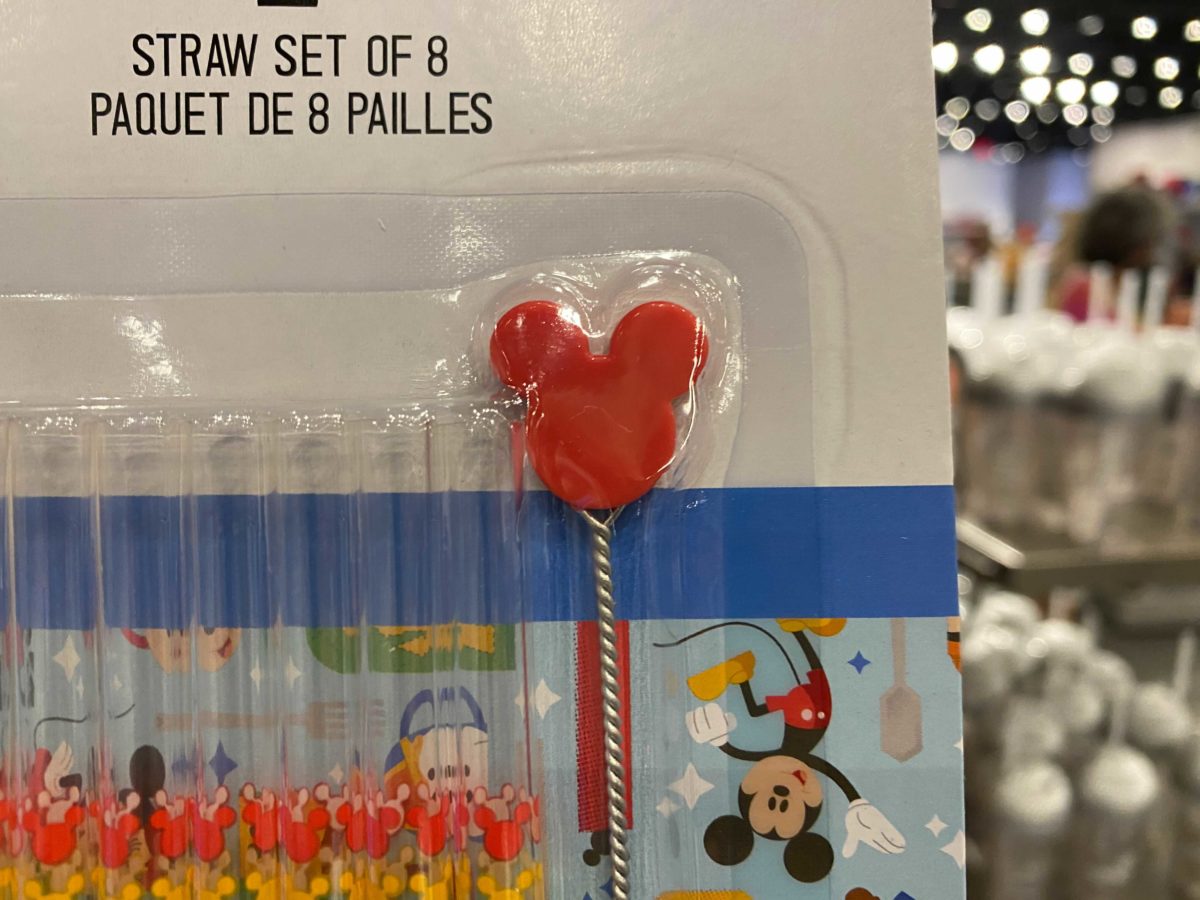 STRAW SET OF 8
PAQUET DE 8 PAILLES